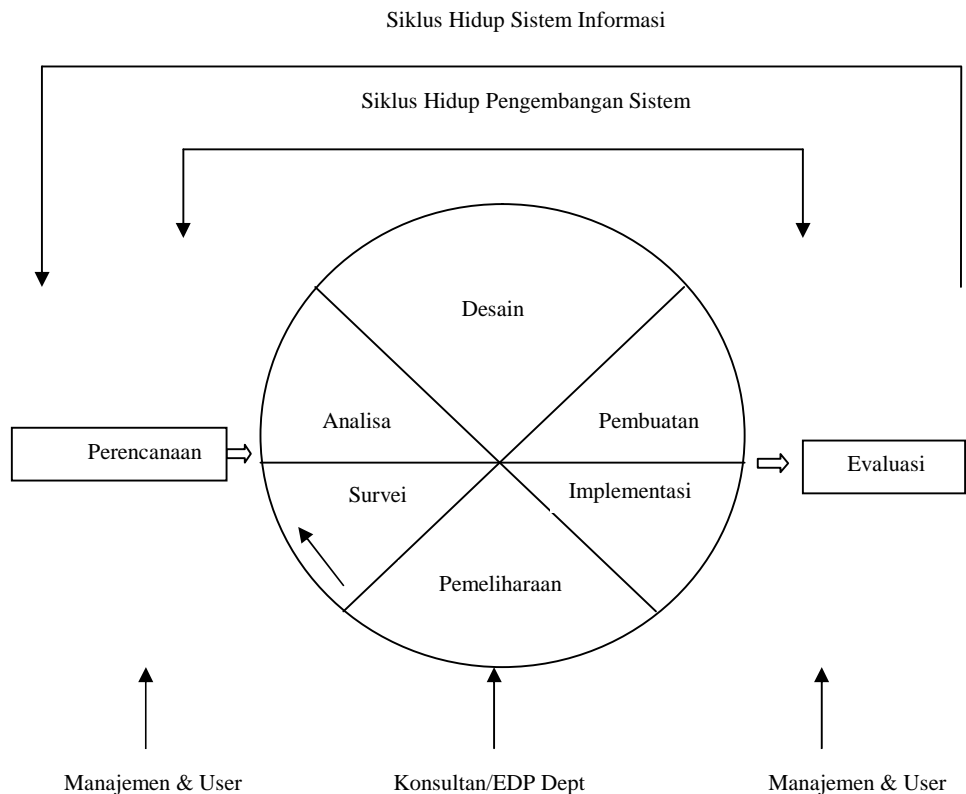 Siklus Hidup Sistem Informasi
Siklus Hidup Pengembangan Sistem
Desain
Analisa
Pembuatan
Perencanaan
Evaluasi
Survei
Implementasi
Pemeliharaan
Manajemen & User
Konsultan/EDP Dept
Manajemen & User